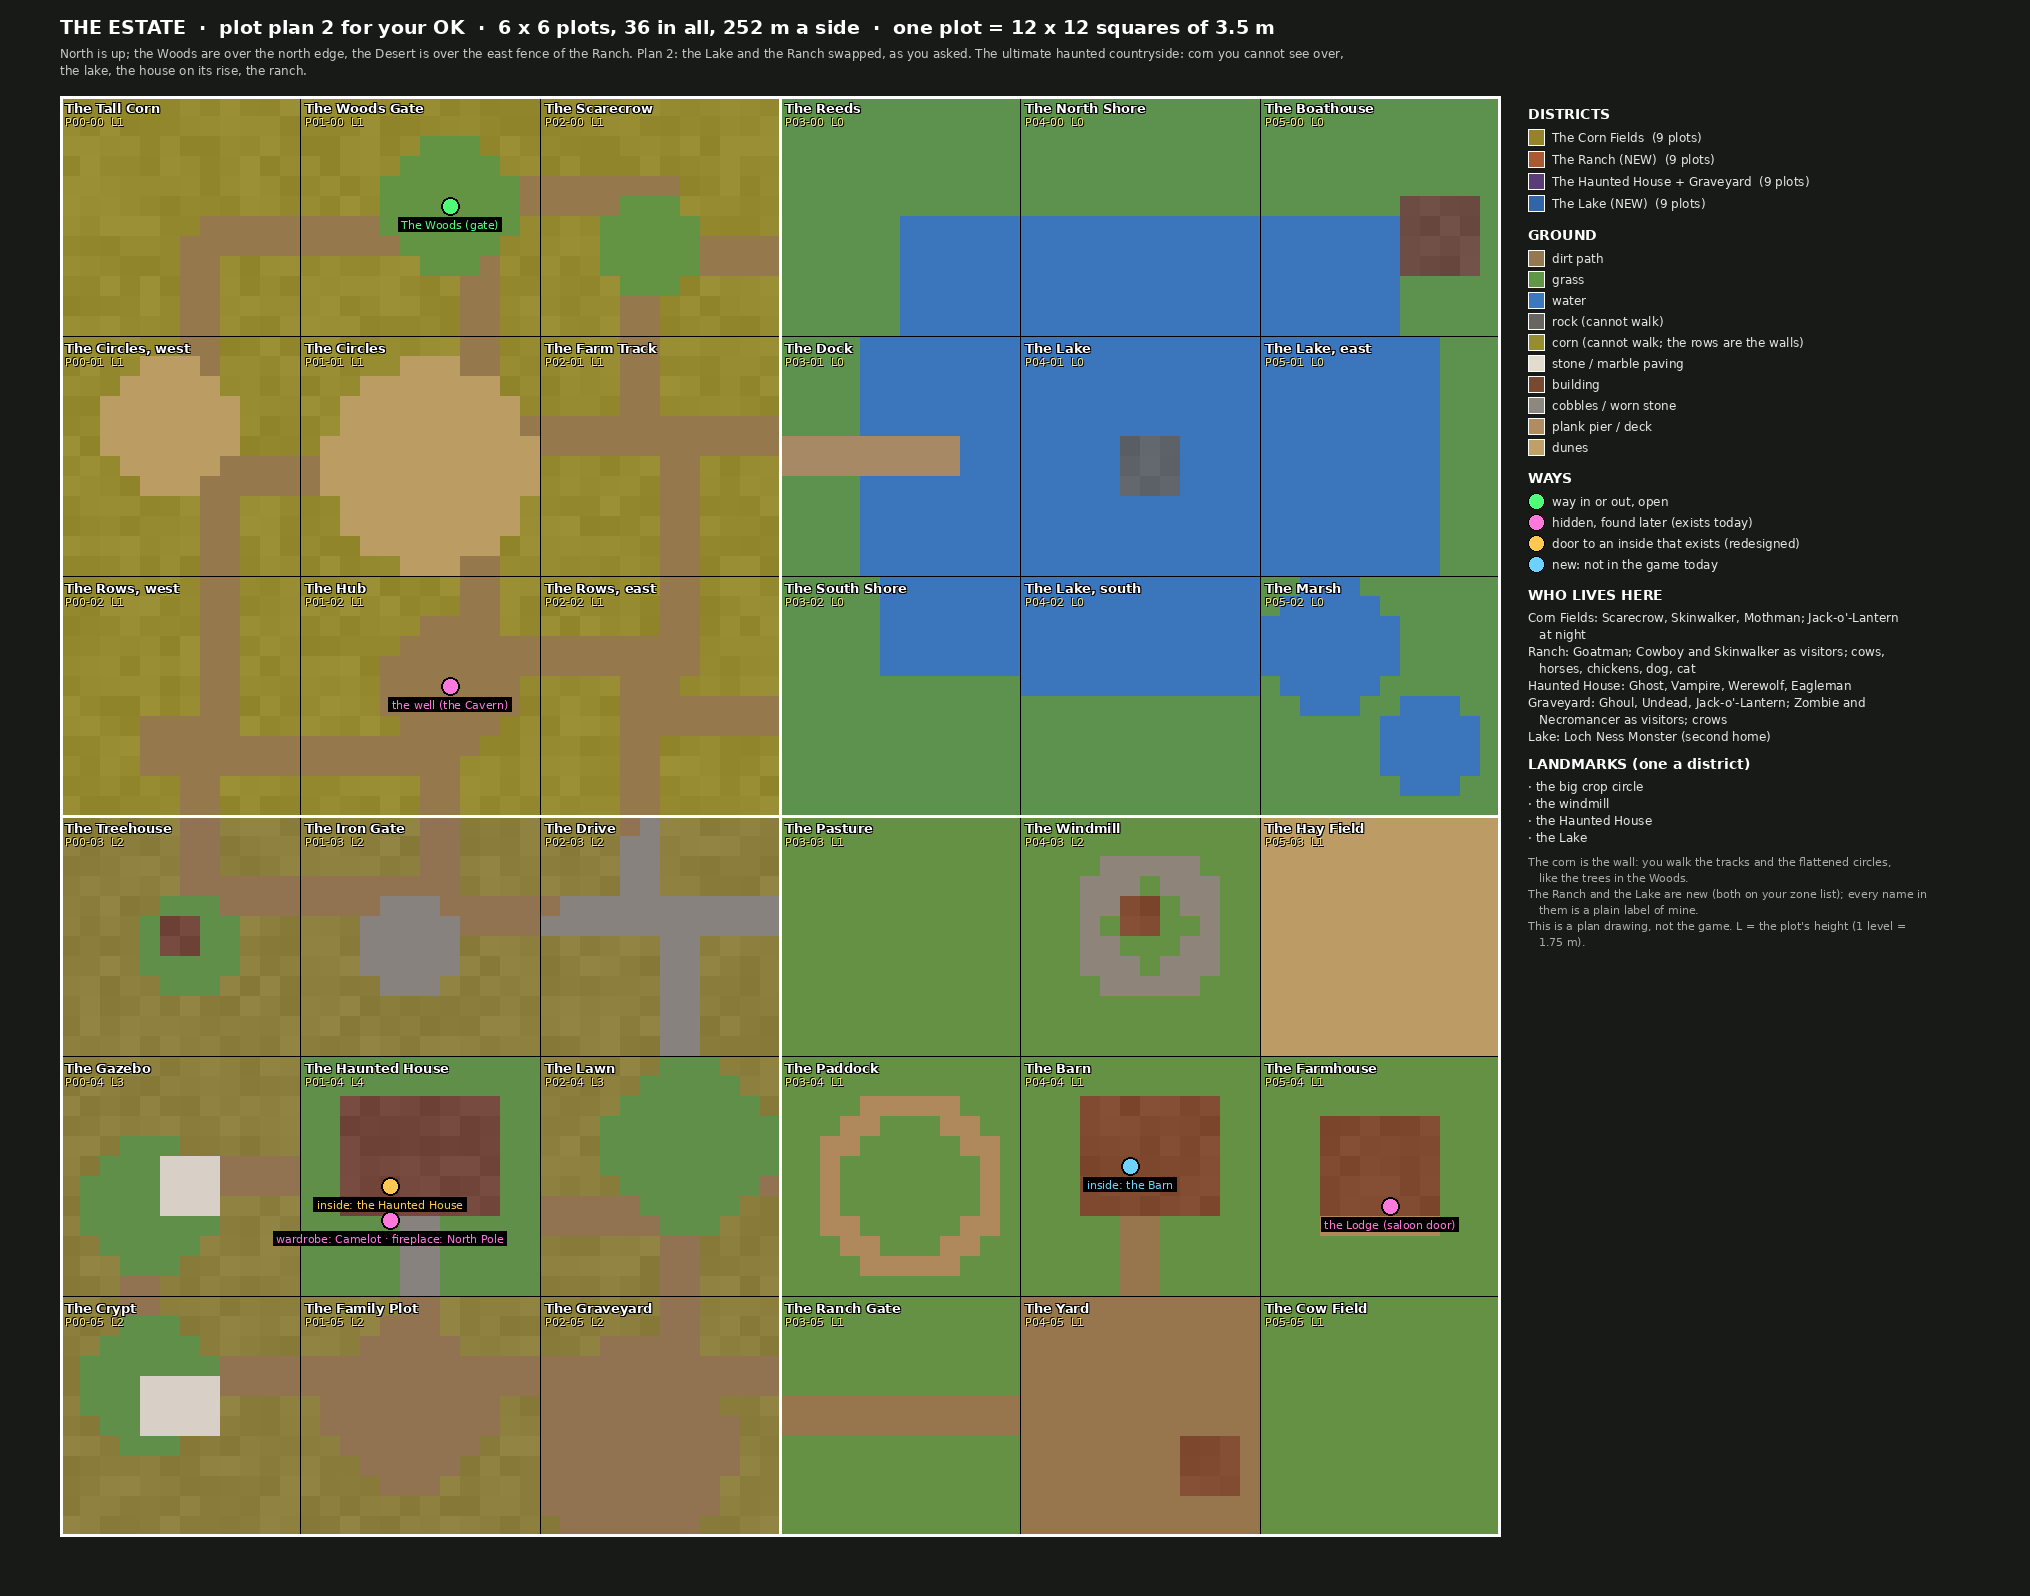 THE ESTATE · plot plan 2 for your OK · 6 x 6 plots, 36 in all, 252 m a side · one plot = 12 x 12 squares of 3.5 m
North is up; the Woods are over the north edge, the Desert is over the east fence of the Ranch. Plan 2: the Lake and the Ranch swapped, as you asked. The ultimate haunted countryside: corn you cannot see over,
the lake, the house on its rise, the ranch.
The Tall Corn
P00-00 L1
The Woods Gate
P01-00 L1
The Scarecrow
P02-00 L1
The Reeds
P03-00 L0
The North Shore
P04-00 L0
The Boathouse
P05-00 L0
The Woods (gate)
The Circles, west
P00-01 L1
The Circles
P01-01 L1
The Farm Track
P02-01 L1
The Dock
P03-01 L0
The Lake
P04-01 L0
The Lake, east
P05-01 L0
The Rows, west
P00-02 L1
The Hub
P01-02 L1
The Rows, east
P02-02 L1
The South Shore
P03-02 L0
The Lake, south
P04-02 L0
The Marsh
P05-02 L0
the well (the Cavern)
The Treehouse
P00-03 L2
The Iron Gate
P01-03 L2
The Drive
P02-03 L2
The Pasture
P03-03 L1
The Windmill
P04-03 L2
The Hay Field
P05-03 L1
The Gazebo
P00-04 L3
The Haunted House
P01-04 L4
The Lawn
P02-04 L3
The Paddock
P03-04 L1
The Barn
P04-04 L1
The Farmhouse
P05-04 L1
inside: the Haunted House
wardrobe: Camelot · fireplace: North Pole
inside: the Barn
the Lodge (saloon door)
The Crypt
P00-05 L2
The Family Plot
P01-05 L2
The Graveyard
P02-05 L2
The Ranch Gate
P03-05 L1
The Yard
P04-05 L1
The Cow Field
P05-05 L1
DISTRICTS
The Corn Fields (9 plots)
The Ranch (NEW) (9 plots)
The Haunted House + Graveyard (9 plots)
The Lake (NEW) (9 plots)
GROUND
dirt path
grass
water
rock (cannot walk)
corn (cannot walk; the rows are the walls)
stone / marble paving
building
cobbles / worn stone
plank pier / deck
dunes
WAYS
way in or out, open
hidden, found later (exists today)
door to an inside that exists (redesigned)
new: not in the game today
WHO LIVES HERE
Corn Fields: Scarecrow, Skinwalker, Mothman; Jack-o'-Lantern
at night
Ranch: Goatman; Cowboy and Skinwalker as visitors; cows,
horses, chickens, dog, cat
Haunted House: Ghost, Vampire, Werewolf, Eagleman
Graveyard: Ghoul, Undead, Jack-o'-Lantern; Zombie and
Necromancer as visitors; crows
Lake: Loch Ness Monster (second home)
LANDMARKS (one a district)
· the big crop circle
· the windmill
· the Haunted House
· the Lake
The corn is the wall: you walk the tracks and the flattened circles,
like the trees in the Woods.
The Ranch and the Lake are new (both on your zone list); every name in
them is a plain label of mine.
This is a plan drawing, not the game. L = the plot's height (1 level =
1.75 m).